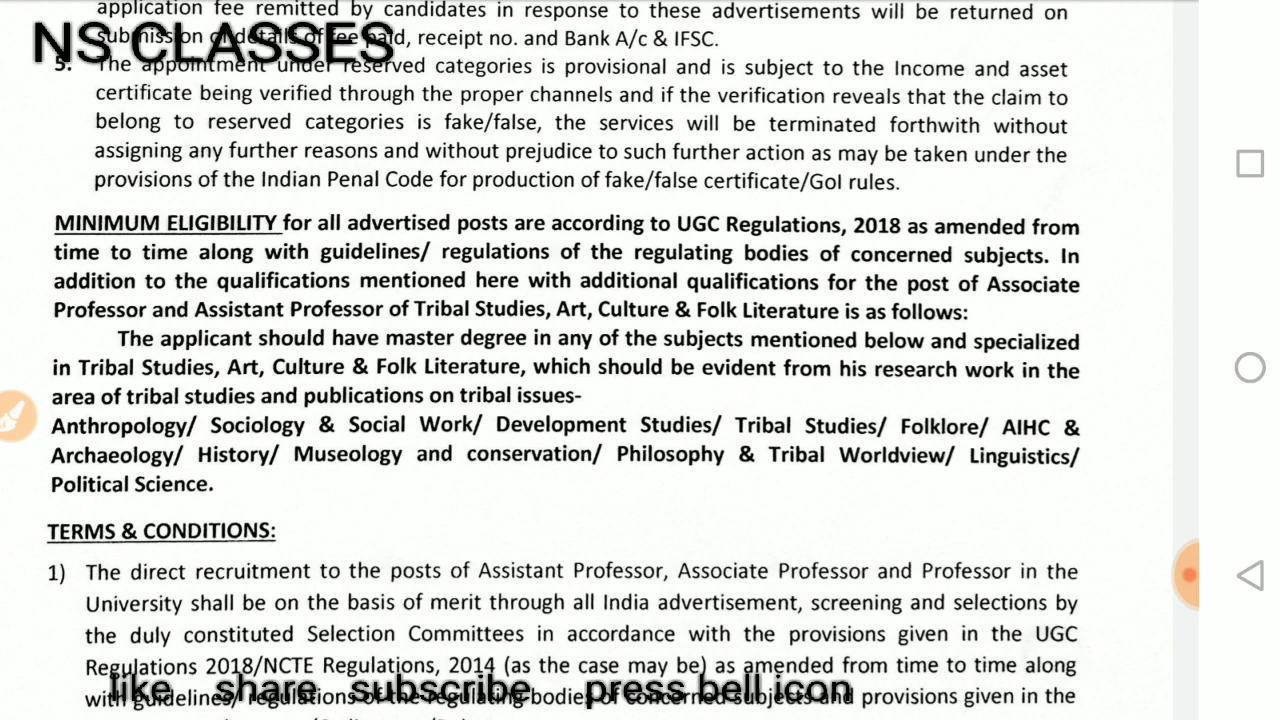 application fee remitted by candidates in response to these advertisements will be returned on
NS CLASSES
submission of details of fee paid, receipt no. and Bank A/c & IFSC.
5. The appointment under reserved categories is provisional and is subject to the Income and asset
certificate being verified through the proper channels and if the verification reveals that the claim to
belong to reserved categories is fake/false, the services will be terminated forthwith without
assigning any further reasons and without prejudice to such further action as may be taken under the
provisions of the Indian Penal Code for production of fake/false certificate/GoI rules.
MINIMUM ELIGIBILITY for all advertised posts are according to UGC Regulations, 2018 as amended from
time to time along with guidelines/ regulations of the regulating bodies of concerned subjects. In
addition to the qualifications mentioned here with additional qualifications for the post of Associate
Professor and Assistant Professor of Tribal Studies, Art, Culture & Folk Literature is as follows:
The applicant should have master degree in any of the subjects mentioned below and specialized
in Tribal Studies, Art, Culture & Folk Literature, which should be evident from his research work in the
area of tribal studies and publications on tribal issues-
Anthropology/ Sociology & Social Work/ Development Studies/ Tribal Studies/ Folklore/ AIHC &
Archaeology/ History/ Museology and conservation/ Philosophy & Tribal Worldview/ Linguistics/
Political Science.
TERMS & CONDITIONS:
1) The direct recruitment to the posts of Assistant Professor, Associate Professor and Professor in the
University shall be on the basis of merit through all India advertisement, screening and selections by
the duly constituted Selection Committees in accordance with the provisions given in the UGC
Regulations 2018/NCTE Regulations, 2014 (as the case may be) as amended from time to time along
with guidelines/ regulations of the regulating bodies of concerned subjects and provisions given in the
like share subscribe press bell icon